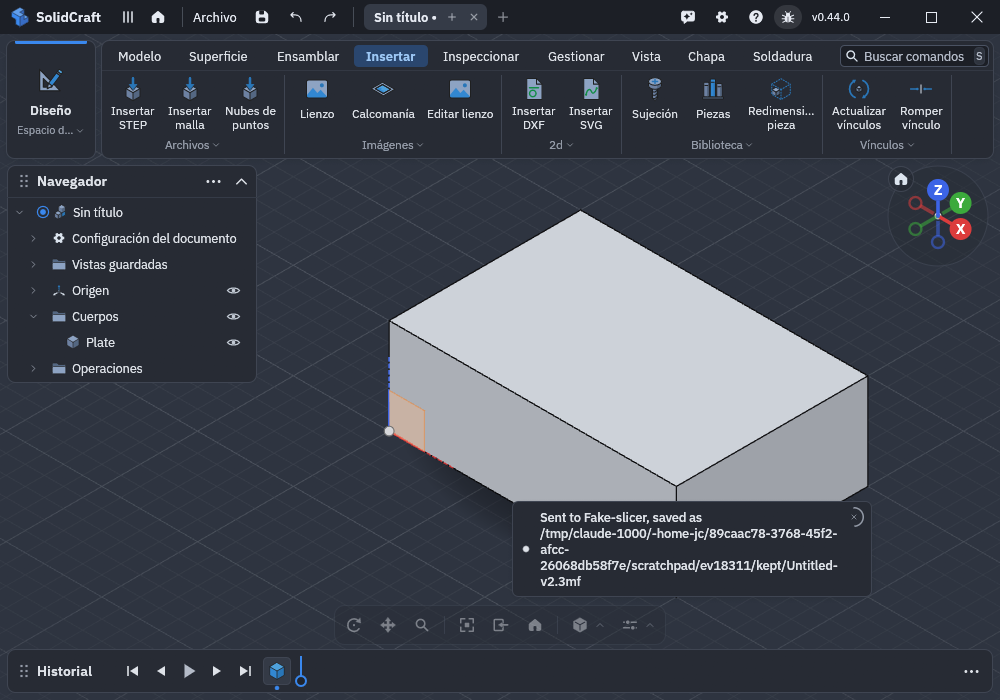 SolidCraft
Archivo
Sin título •
v0.44.0
Diseño
Espacio d...
Modelo
Superficie
Ensamblar
Insertar
Inspeccionar
Gestionar
Vista
Chapa
Soldadura
Buscar comandos
S
Insertar
STEP
Insertar
malla
Nubes de
puntos
Archivos
Lienzo
Calcomanía
Editar lienzo
Imágenes
Insertar
DXF
Insertar
SVG
2d
Sujeción
Piezas
Redimensi...
pieza
Biblioteca
Actualizar
vínculos
Romper
vínculo
Vínculos
Navegador
Sin título
Configuración del documento
Vistas guardadas
Origen
Cuerpos
Plate
Operaciones
Z
Y
X
Sent to Fake-slicer, saved as
/tmp/claude-1000/-home-jc/89caac78-3768-45f2-
afcc-
26068db58f7e/scratchpad/ev18311/kept/Untitled-
v2.3mf
Historial